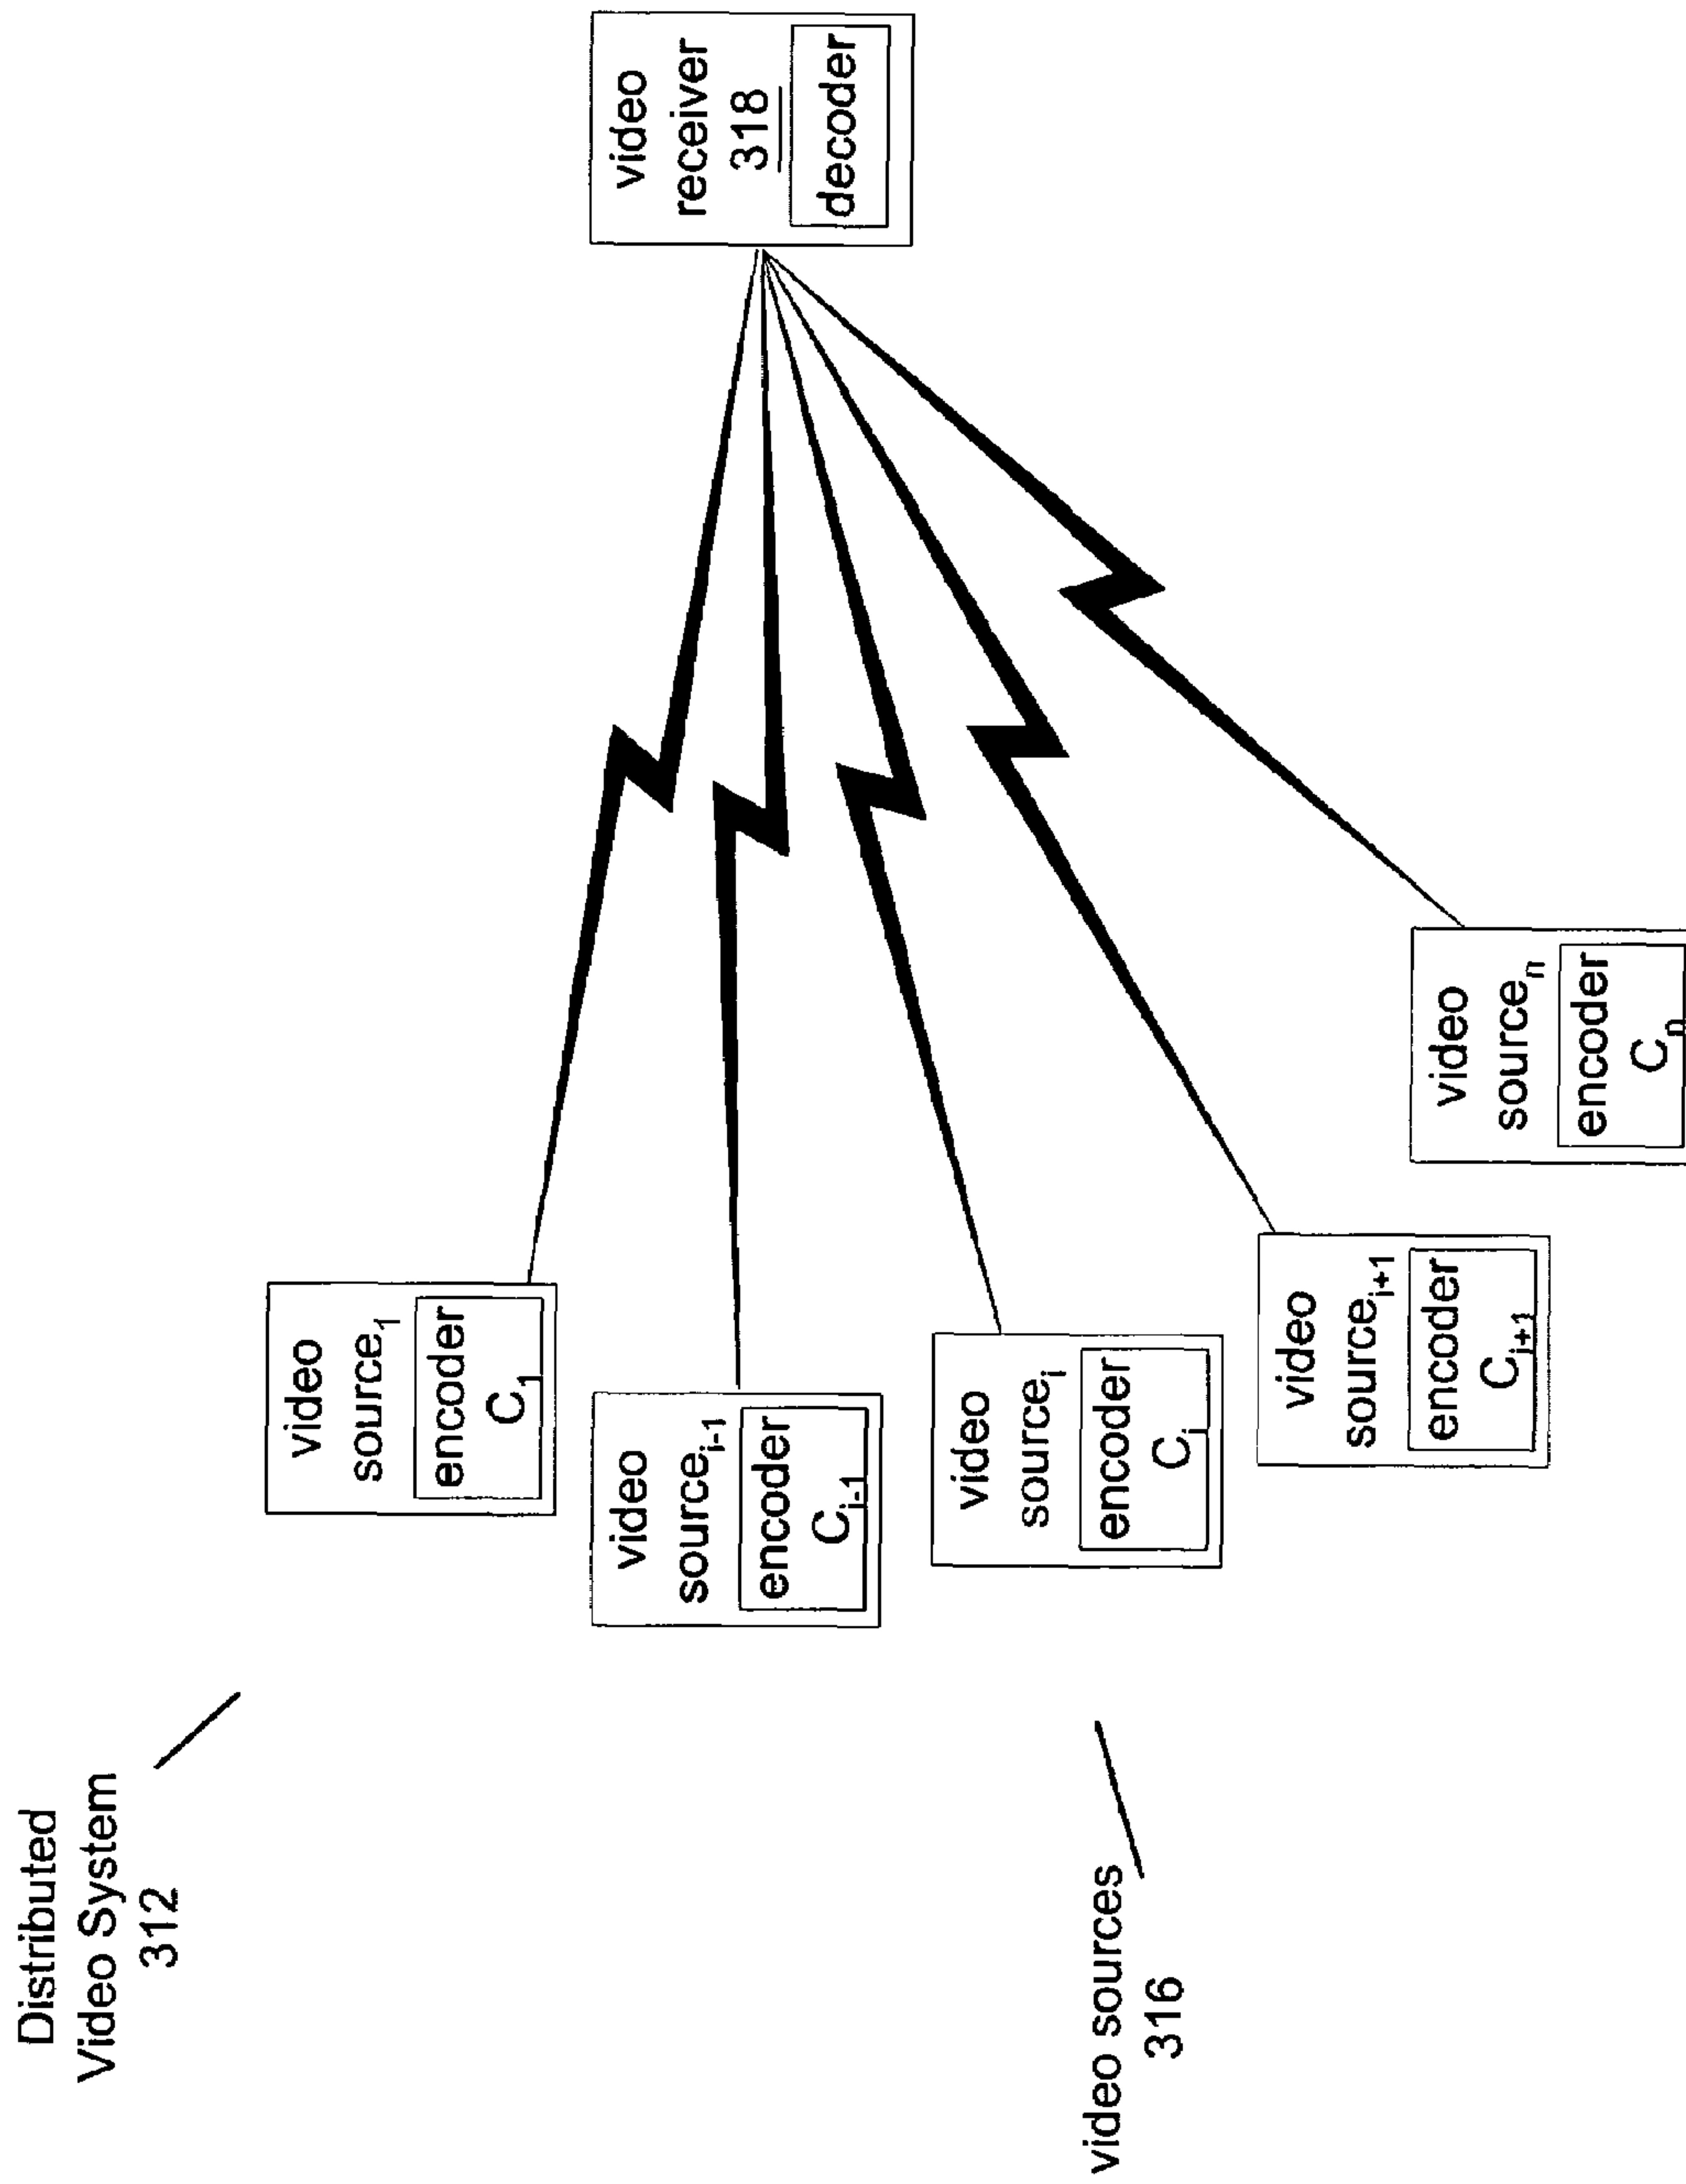 Distributed
Video System
312
video sources
316
video
source₁
encoder
C₁
video
sourceᵢ₋₁
encoder
Cᵢ₋₁
video
sourceᵢ
encoder
Cᵢ
video
sourceᵢ₊₁
encoder
Cᵢ₊₁
video
sourceₙ
encoder
Cₙ
video
receiver
318
decoder